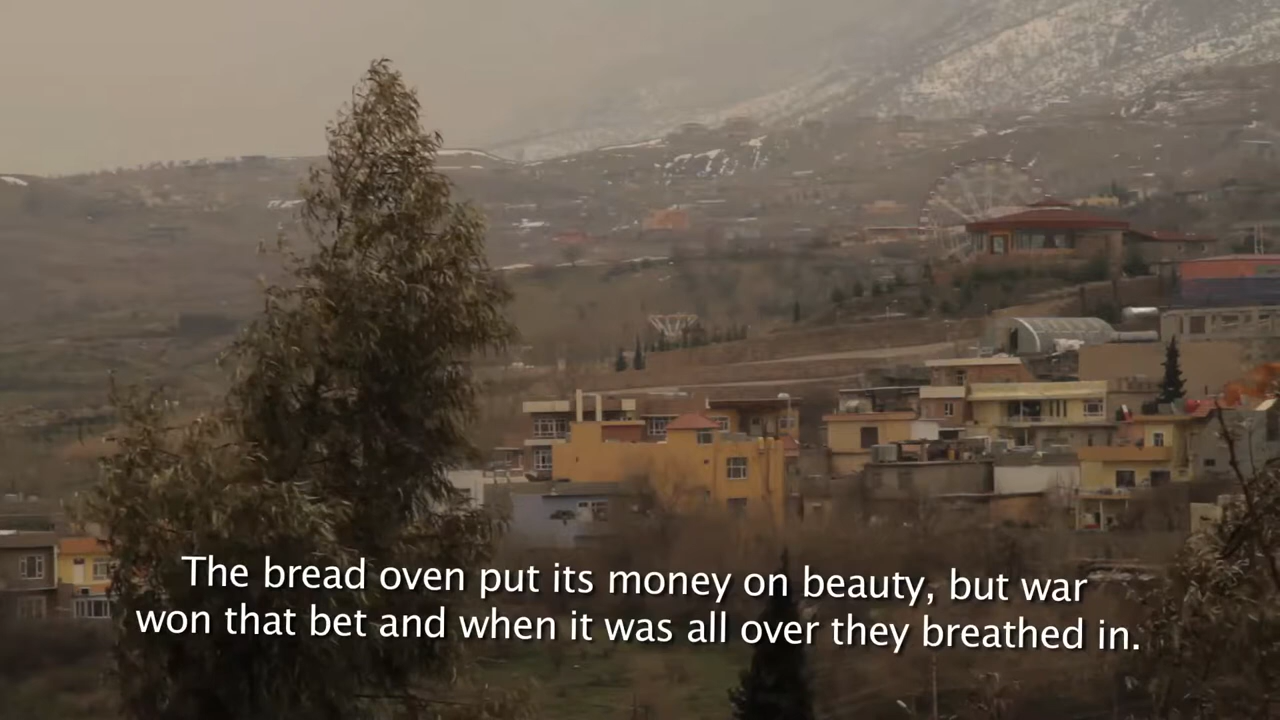 The bread oven put its money on beauty, but war
won that bet and when it was all over they breathed in.